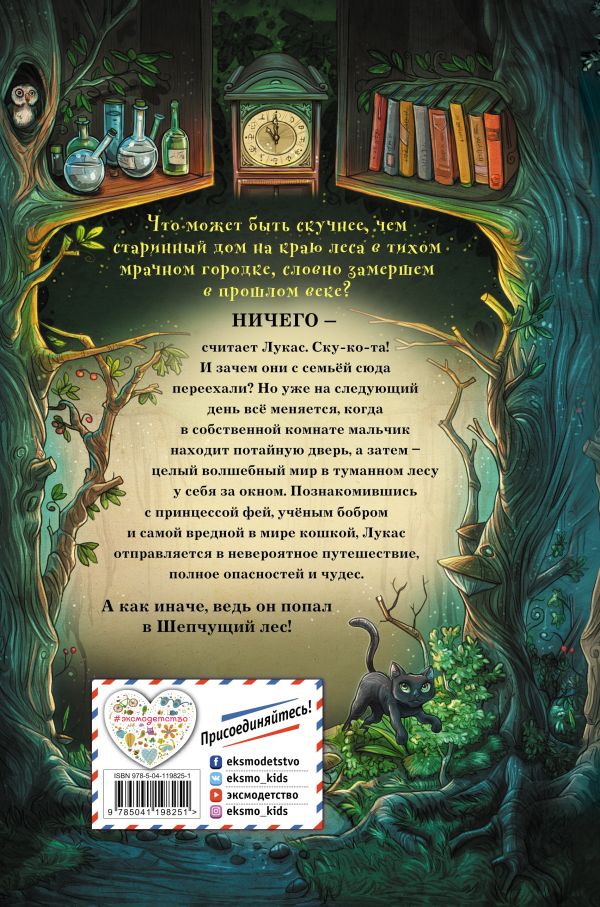 Что может быть скучнее, чем
старинный дом на краю леса в тихом
мрачном городке, словно замершем
в прошлом веке?
НИЧЕГО –
считает Лукас. Ску-ко-та!
И зачем они с семьёй сюда
переехали? Но уже на следующий
день всё меняется, когда
в собственной комнате мальчик
находит потайную дверь, а затем –
целый волшебный мир в туманном лесу
у себя за окном. Познакомившись
с принцессой фей, учёным бобром
и самой вредной в мире кошкой, Лукас
отправляется в невероятное путешествие,
полное опасностей и чудес.
А как иначе, ведь он попал
в Шепчущий лес!
#эксмодетство
Присоединяйтесь!
eksmodetstvo
eksmo_kids
эксмодетство
eksmo_kids
ISBN 978-5-04-119825-1
9 785041 198251 >